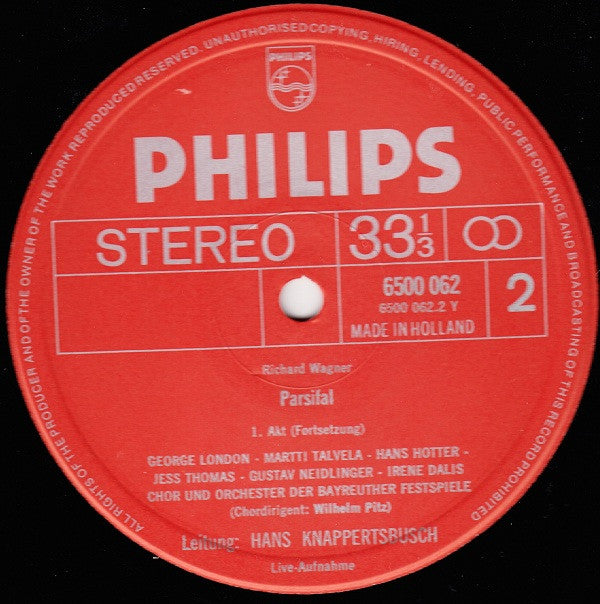 ALL RIGHTS OF THE PRODUCER AND OF THE OWNER OF THE WORK REPRODUCED RESERVED. UNAUTHORISED COPYING, HIRING, LENDING, PUBLIC PERFORMANCE AND BROADCASTING OF THIS RECORD PROHIBITED
PHILIPS
PHILIPS
STEREO 33 1/3
6500 062 2
6500 062.2 Y
MADE IN HOLLAND
Richard Wagner
Parsifal
1. Akt (Fortsetzung)
GEORGE LONDON - MARTTI TALVELA - HANS HOTTER -
JESS THOMAS - GUSTAV NEIDLINGER - IRENE DALIS
CHOR UND ORCHESTER DER BAYREUTHER FESTSPIELE
(Chordirigent: Wilhelm Pitz)
Leitung: HANS KNAPPERTSBUSCH
Live-Aufnahme